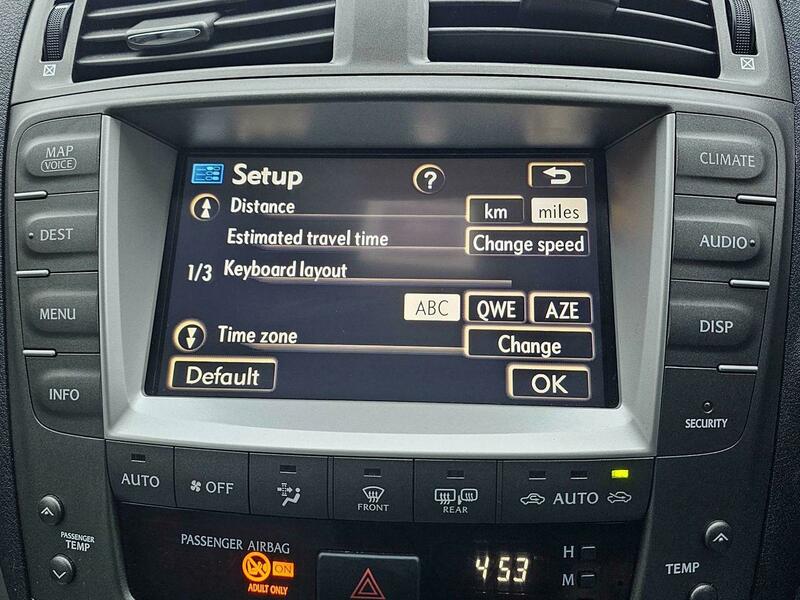 MAP
VOICE
DEST
MENU
INFO
CLIMATE
AUDIO
DISP
SECURITY
Setup
?
Distance
km
miles
Estimated travel time
Change speed
1/3
Keyboard layout
ABC
QWE
AZE
Time zone
Change
Default
OK
AUTO
OFF
FRONT
REAR
AUTO
PASSENGER
TEMP
PASSENGER AIRBAG
ON
ADULT ONLY
4 53
H
M
TEMP